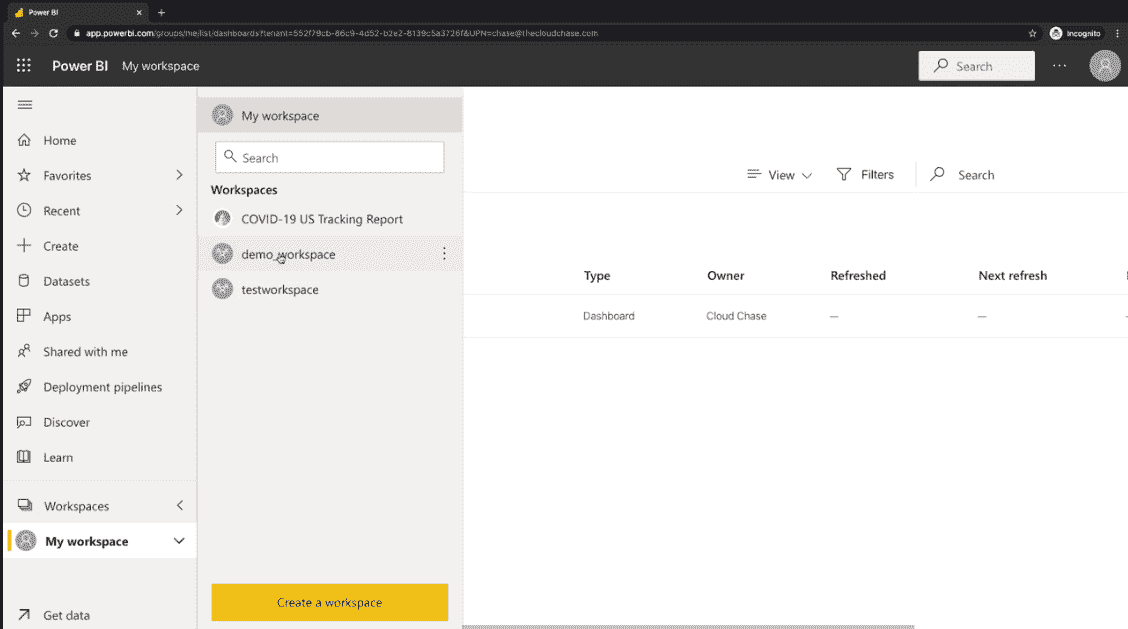 Power BI
app.powerbi.com/groups/me/list/dashboards?tenant=552f79cb-86c9-4d52-b2e2-8139c5a3726f&UPN=chase@thecloudchase.com
Incognito
Power BI My workspace
Search
Home
Favorites
Recent
Create
Datasets
Apps
Shared with me
Deployment pipelines
Discover
Learn
Workspaces
My workspace
Get data
My workspace
Search
Workspaces
COVID-19 US Tracking Report
demo_workspace
testworkspace
Create a workspace
View Filters Search
Type Owner Refreshed Next refresh
Dashboard Cloud Chase — —